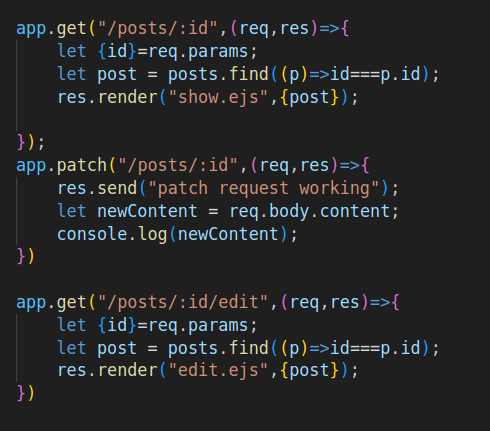 app.get("/posts/:id",(req,res)=>{
    let {id}=req.params;
    let post = posts.find((p)=>id===p.id);
    res.render("show.ejs",{post});
});
app.patch("/posts/:id",(req,res)=>{
    res.send("patch request working");
    let newContent = req.body.content;
    console.log(newContent);
})
app.get("/posts/:id/edit",(req,res)=>{
    let {id}=req.params;
    let post = posts.find((p)=>id===p.id);
    res.render("edit.ejs",{post});
})